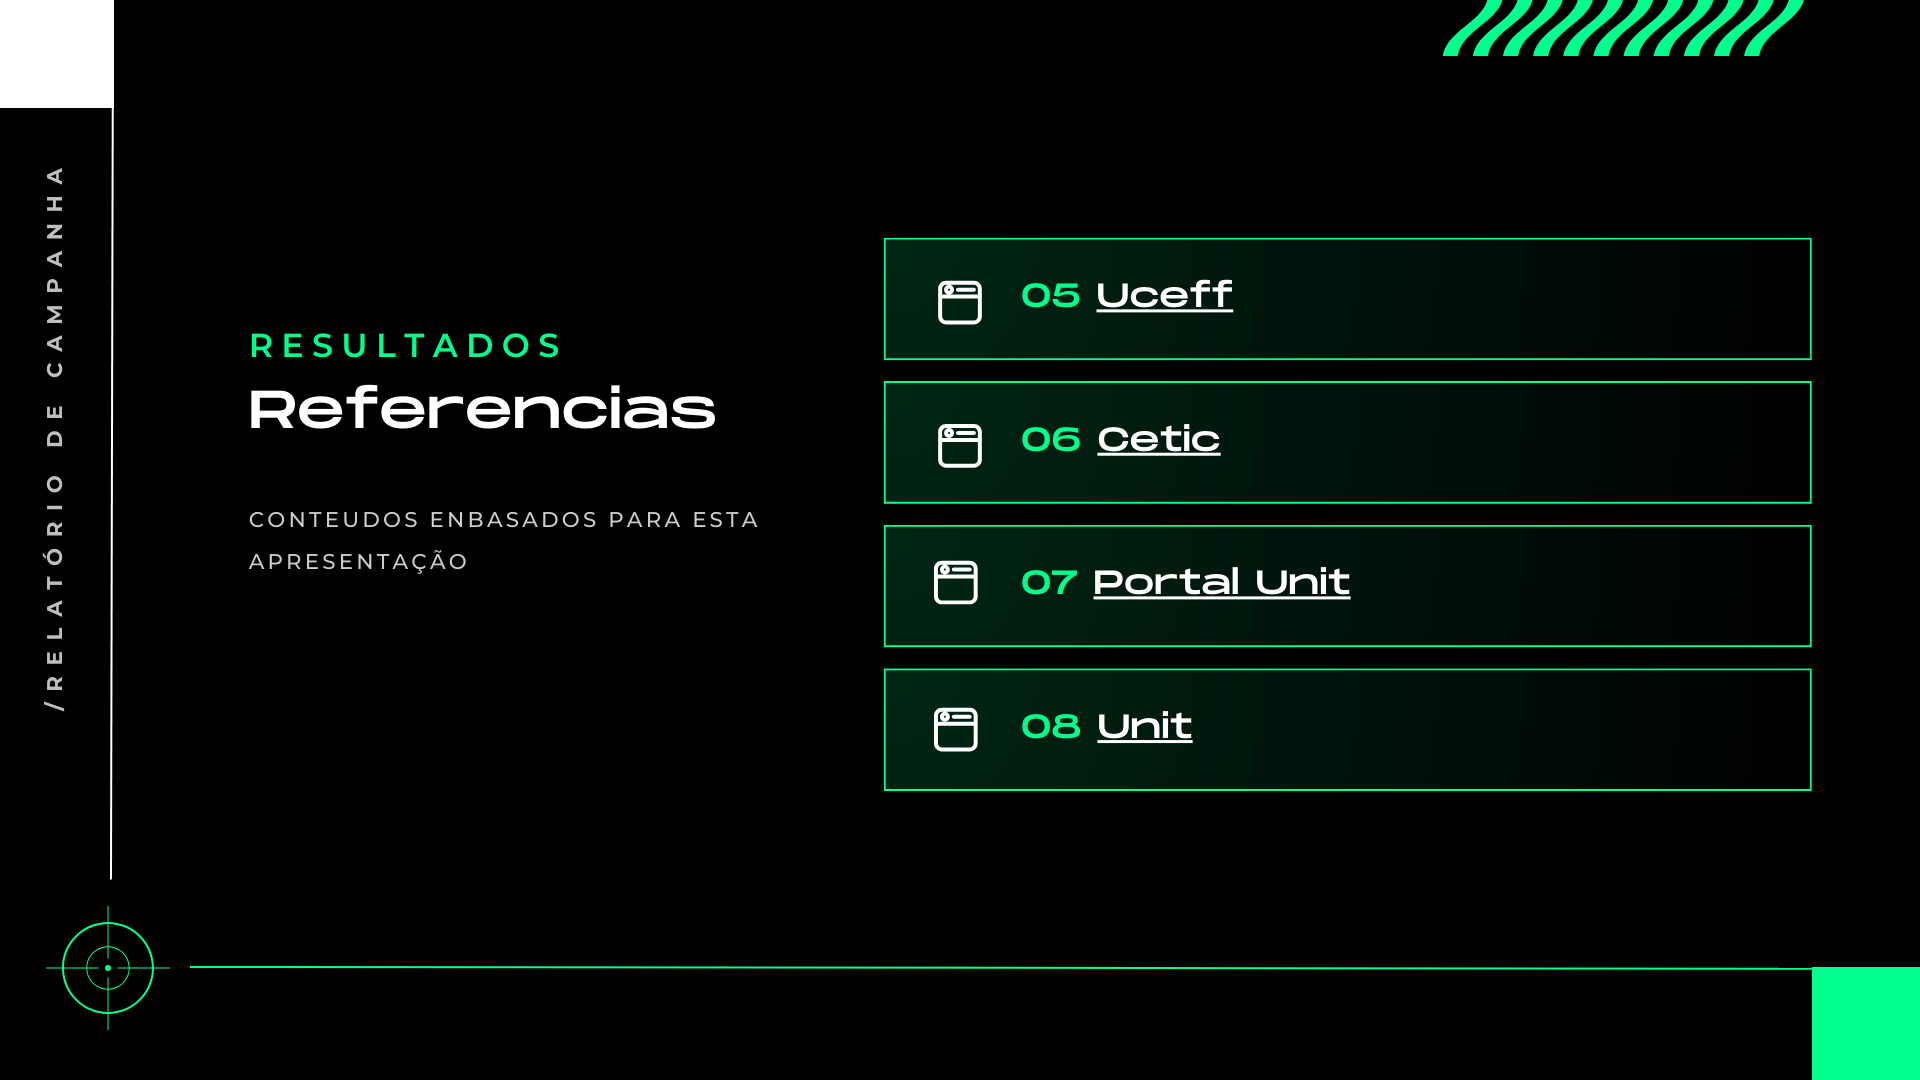 /RELATÓRIO DE CAMPANHA
RESULTADOS
Referencias
CONTEUDOS ENBASADOS PARA ESTA
APRESENTAÇÃO
05 Uceff
06 Cetic
07 Portal Unit
08 Unit